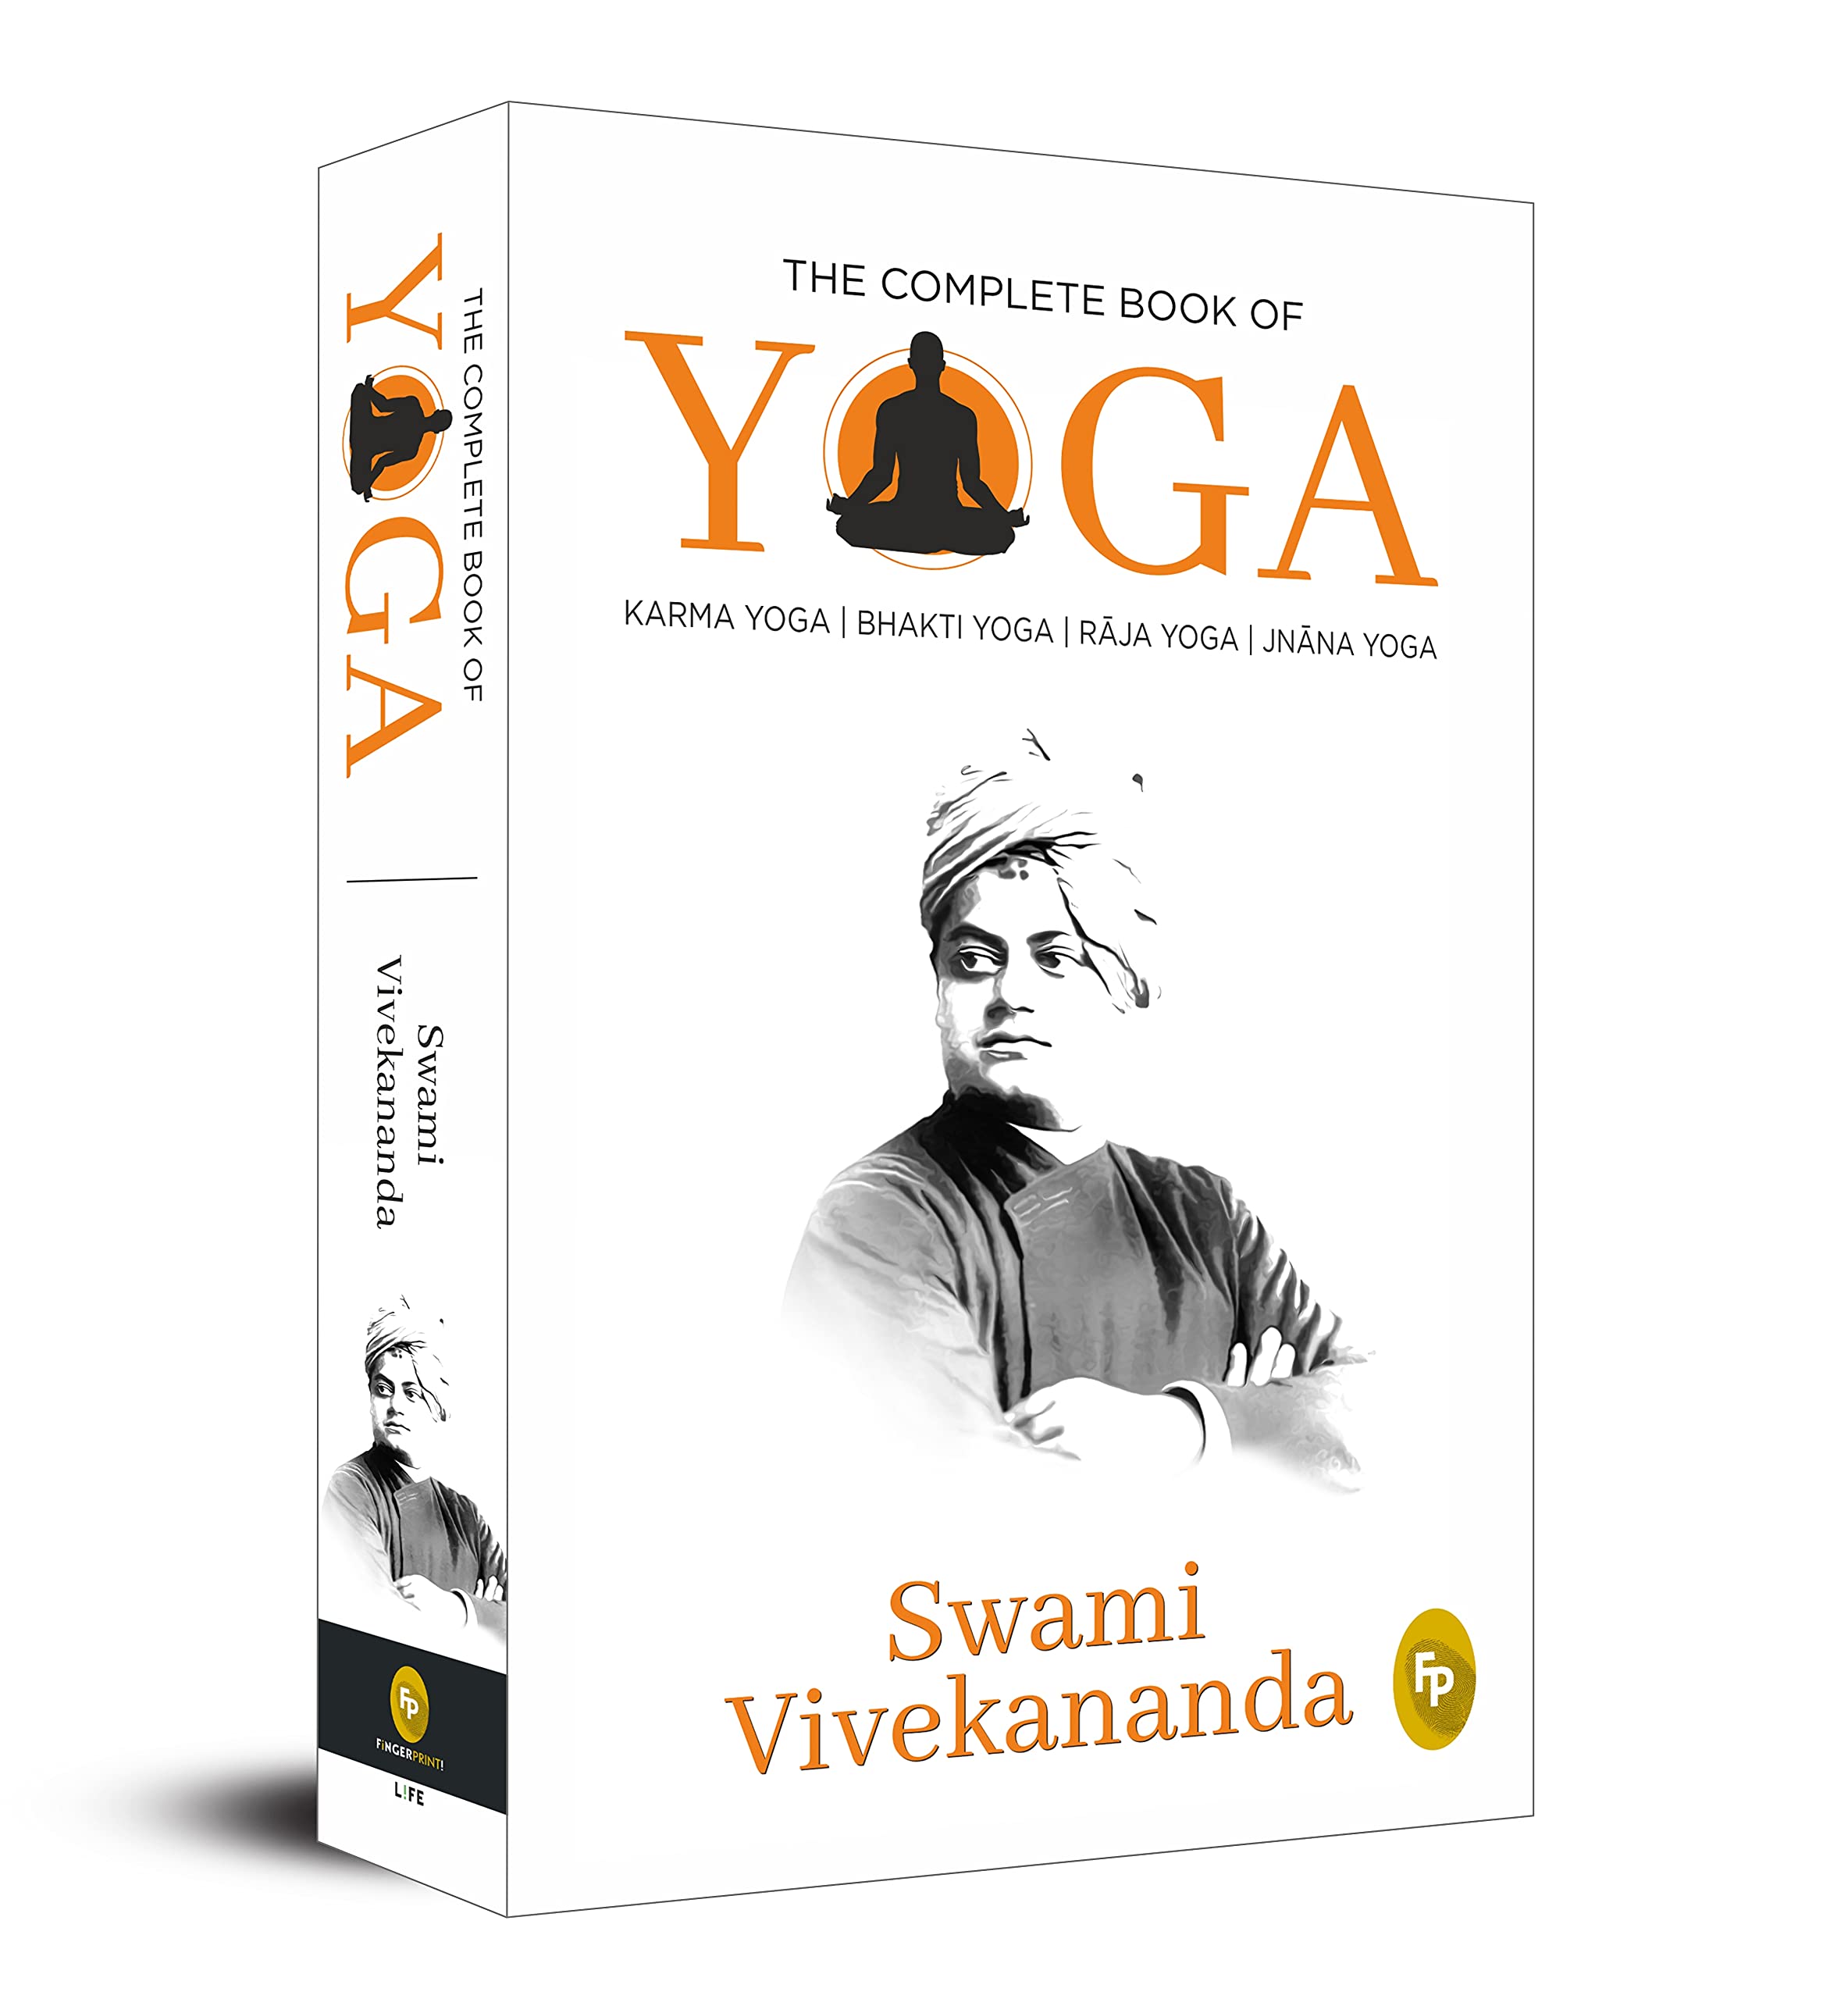 THE COMPLETE BOOK OF
YOGA
KARMA YOGA | BHAKTI YOGA | RĀJA YOGA | JNĀNA YOGA
Swami
Vivekananda
FP
THE COMPLETE BOOK OF
YOGA
Swami
Vivekananda
FP
FiNGERPRINT!
L!FE